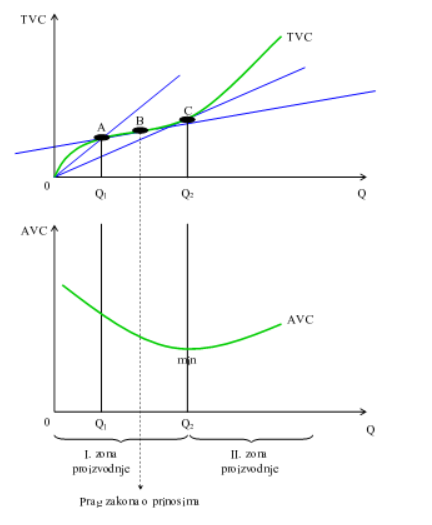 TVC
TVC
A
B
C
0
Q1
Q2
Q
AVC
AVC
min
0
Q1
Q2
Q
I. zona
proizvodnje
II. zona
proizvodnje
Prag zakona o prinosima